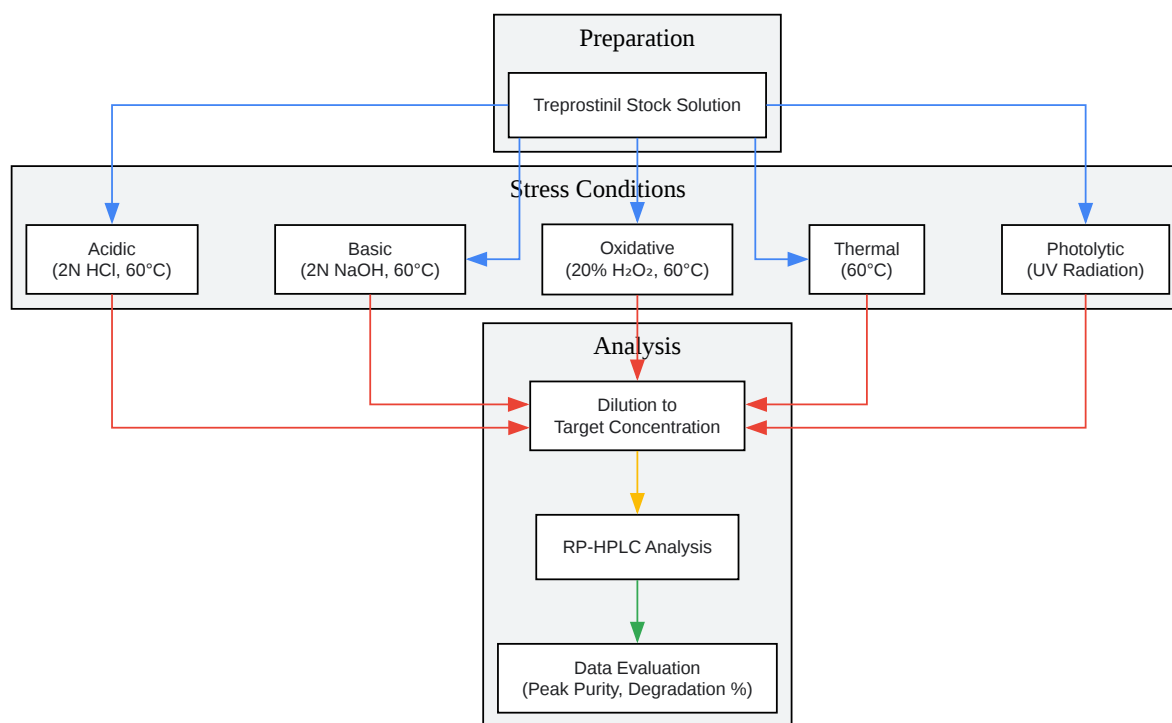 Preparation
Treprostinil Stock Solution
Stress Conditions
Acidic
(2N HCl, 60°C)
Basic
(2N NaOH, 60°C)
Oxidative
(20% H₂O₂, 60°C)
Thermal
(60°C)
Photolytic
(UV Radiation)
Analysis
Dilution to
Target Concentration
RP-HPLC Analysis
Data Evaluation
(Peak Purity, Degradation %)